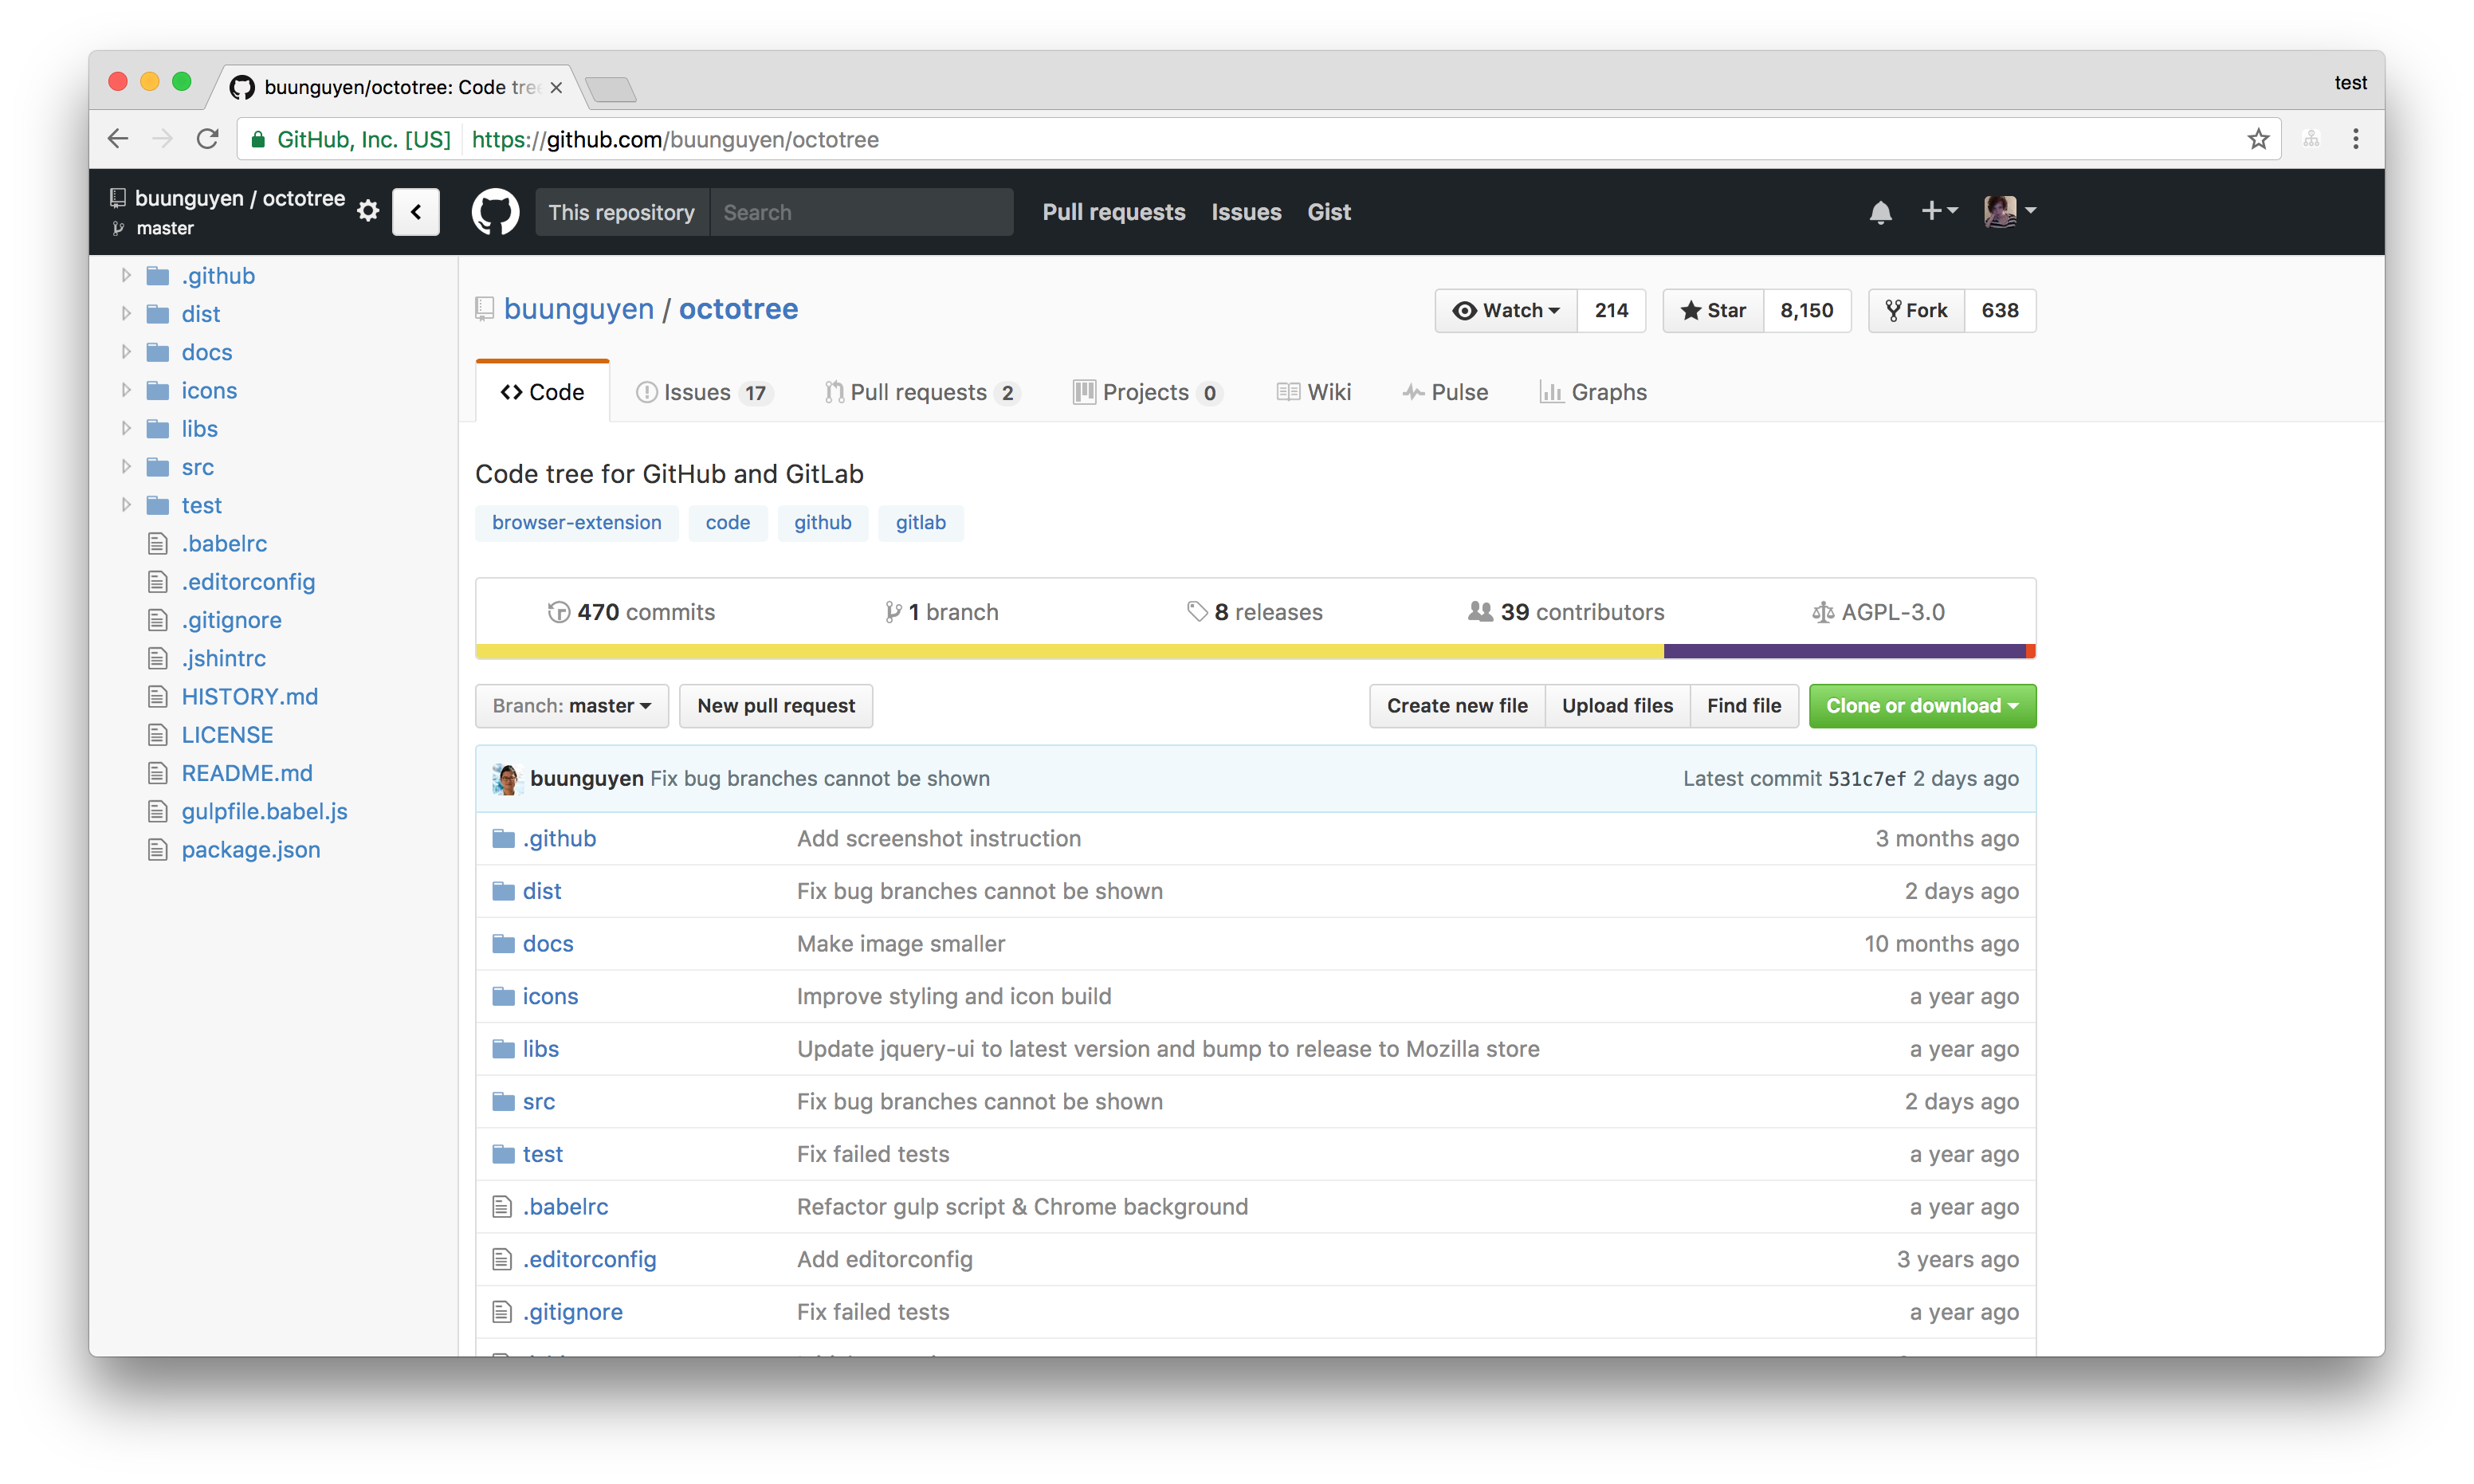 buunguyen/octotree: Code tree
test
GitHub, Inc. [US] https://github.com/buunguyen/octotree
buunguyen / octotree
master
This repository Search Pull requests Issues Gist
.github
dist
docs
icons
libs
src
test
.babelrc
.editorconfig
.gitignore
.jshintrc
HISTORY.md
LICENSE
README.md
gulpfile.babel.js
package.json
buunguyen / octotree
Watch 214 Star 8,150 Fork 638
Code Issues 17 Pull requests 2 Projects 0 Wiki Pulse Graphs
Code tree for GitHub and GitLab
browser-extension code github gitlab
470 commits 1 branch 8 releases 39 contributors AGPL-3.0
Branch: master New pull request Create new file Upload files Find file Clone or download
buunguyen Fix bug branches cannot be shown Latest commit 531c7ef 2 days ago
.github Add screenshot instruction 3 months ago
dist Fix bug branches cannot be shown 2 days ago
docs Make image smaller 10 months ago
icons Improve styling and icon build a year ago
libs Update jquery-ui to latest version and bump to release to Mozilla store a year ago
src Fix bug branches cannot be shown 2 days ago
test Fix failed tests a year ago
.babelrc Refactor gulp script & Chrome background a year ago
.editorconfig Add editorconfig 3 years ago
.gitignore Fix failed tests a year ago